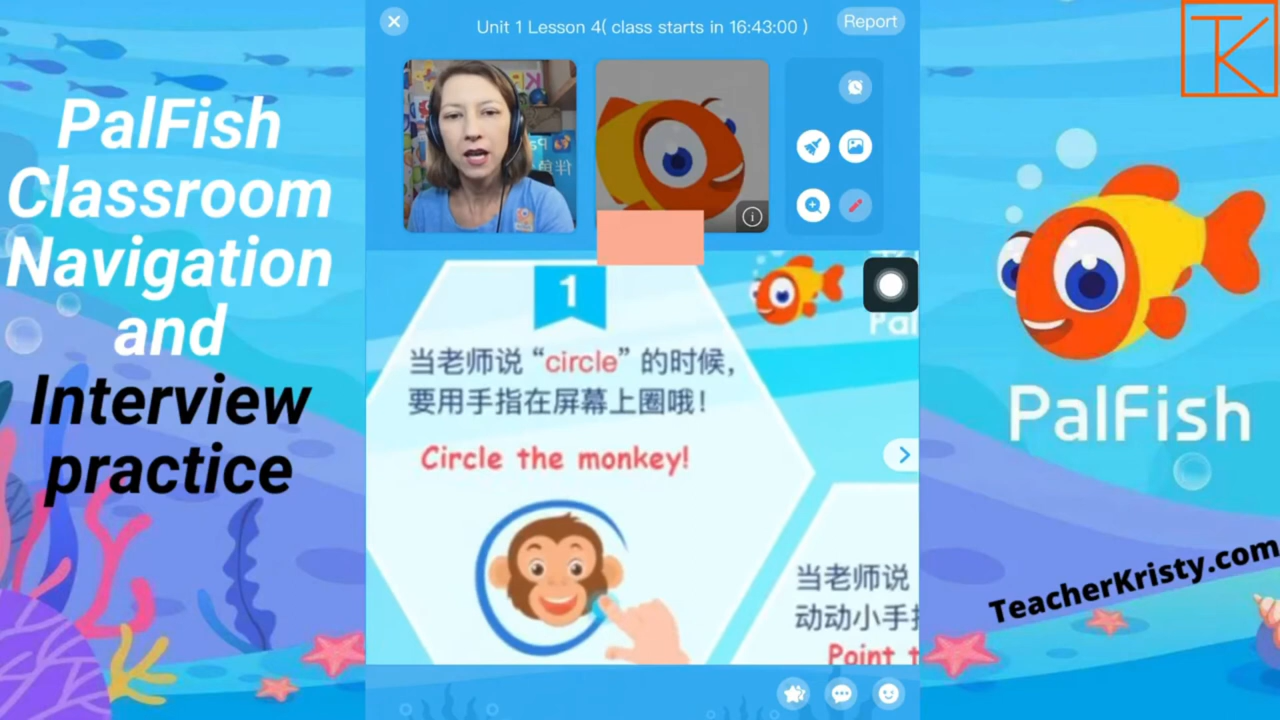 PalFish
Classroom
Navigation
and
Interview
practice
Unit 1 Lesson 4( class starts in 16:43:00 )
Report
TK
1
当老师说“circle”的时候，
要用手指在屏幕上圈哦！
Circle the monkey!
Pal
当老师说
动动小手
Point t
PalFish
TeacherKristy.com